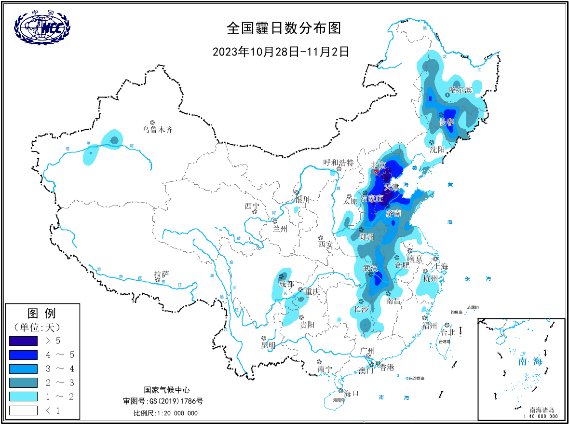 中国
NCC
全国霾日数分布图
2023年10月28日-11月2日
哈尔滨
长春
乌鲁木齐
沈阳
呼和浩特
北京
天津
银川
太原
石家庄
西宁
济南
兰州
郑州
西安
拉萨
合肥
南京
上海
成都
武汉
杭州
重庆
南昌
长沙
贵阳
福州
台北
昆明
广州
南宁
澳门
香港
海口
图 例
(单位:天)
> 5
4 ~ 5
3 ~ 4
2 ~ 3
1 ~ 2
< 1
国家气候中心
审图号:GS(2019)1786号
比例尺:1:20 000 000
南 海
南海诸岛
1:40 000 000